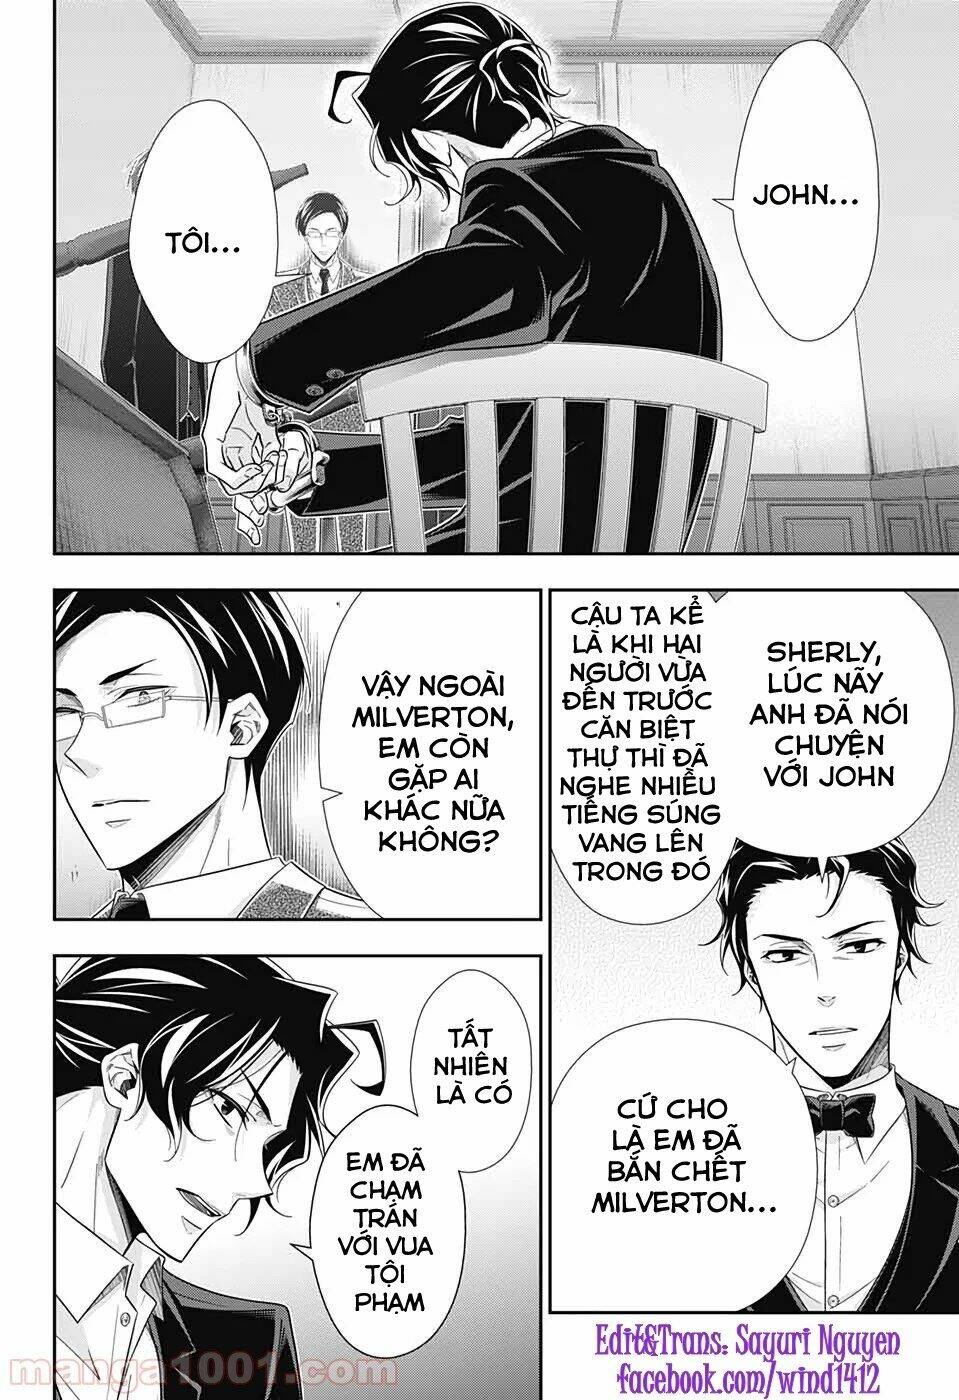 JOHN...
TÔI...
SHERLY,
LÚC NÃY
ANH ĐÃ NÓI
CHUYỆN
VỚI JOHN
CẬU TA KỂ
LÀ KHI HAI
NGƯỜI VỪA
ĐẾN TRƯỚC
CĂN BIỆT
THỰ THÌ ĐÃ
NGHE NHIỀU
TIẾNG SÚNG
VANG LÊN
TRONG ĐÓ
CỨ CHO
LÀ EM ĐÃ
BẮN CHẾT
MILVERTON...
VẬY NGOÀI
MILVERTON,
EM CÒN
GẶP AI
KHÁC NỮA
KHÔNG?
TẤT
NHIÊN
LÀ CÓ
EM ĐÃ
CHẠM
TRÁN
VỚI VUA
TỘI
PHẠM
manga1001.com
Edit&Trans: Sayuri Nguyen
facebook.com/wind1412